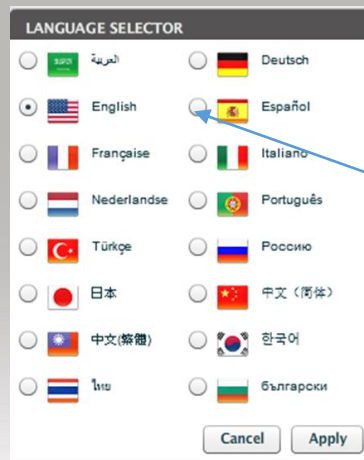 LANGUAGE SELECTOR
العربية
Deutsch
English
Español
Française
Italiano
Nederlandse
Português
Türkçe
Россию
日本
中文（简体）
中文(繁體)
한국어
ไทย
български
Cancel
Apply